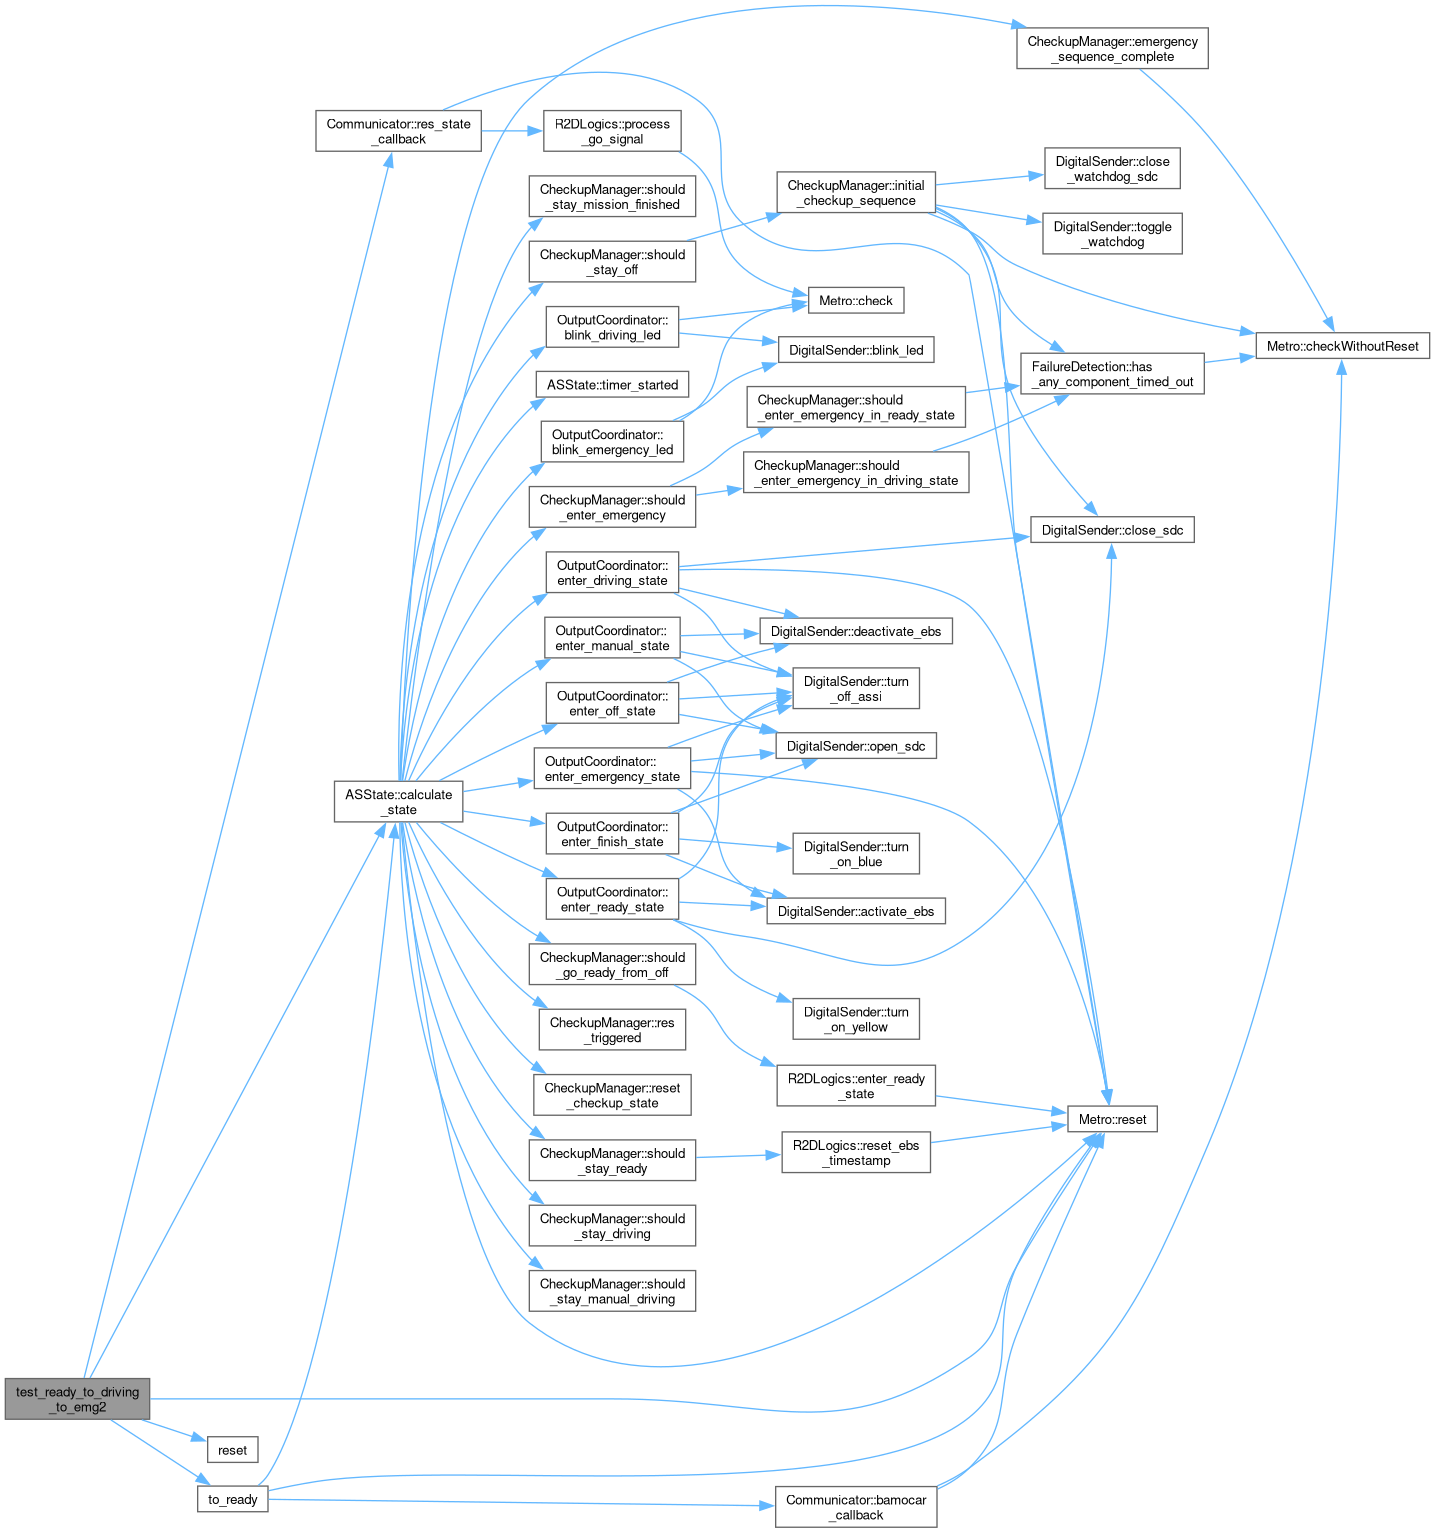 CheckupManager::emergency
_sequence_complete
Communicator::res_state
_callback
R2DLogics::process
_go_signal
DigitalSender::close
_watchdog_sdc
CheckupManager::initial
_checkup_sequence
CheckupManager::should
_stay_mission_finished
DigitalSender::toggle
_watchdog
CheckupManager::should
_stay_off
Metro::check
OutputCoordinator::
blink_driving_led
Metro::checkWithoutReset
DigitalSender::blink_led
FailureDetection::has
_any_component_timed_out
ASState::timer_started
CheckupManager::should
_enter_emergency_in_ready_state
OutputCoordinator::
blink_emergency_led
CheckupManager::should
_enter_emergency_in_driving_state
CheckupManager::should
_enter_emergency
DigitalSender::close_sdc
OutputCoordinator::
enter_driving_state
DigitalSender::deactivate_ebs
OutputCoordinator::
enter_manual_state
DigitalSender::turn
_off_assi
OutputCoordinator::
enter_off_state
DigitalSender::open_sdc
OutputCoordinator::
enter_emergency_state
ASState::calculate
_state
OutputCoordinator::
enter_finish_state
DigitalSender::turn
_on_blue
OutputCoordinator::
enter_ready_state
DigitalSender::activate_ebs
CheckupManager::should
_go_ready_from_off
DigitalSender::turn
_on_yellow
CheckupManager::res
_triggered
R2DLogics::enter_ready
_state
CheckupManager::reset
_checkup_state
Metro::reset
R2DLogics::reset_ebs
_timestamp
CheckupManager::should
_stay_ready
CheckupManager::should
_stay_driving
CheckupManager::should
_stay_manual_driving
test_ready_to_driving
_to_emg2
reset
to_ready
Communicator::bamocar
_callback